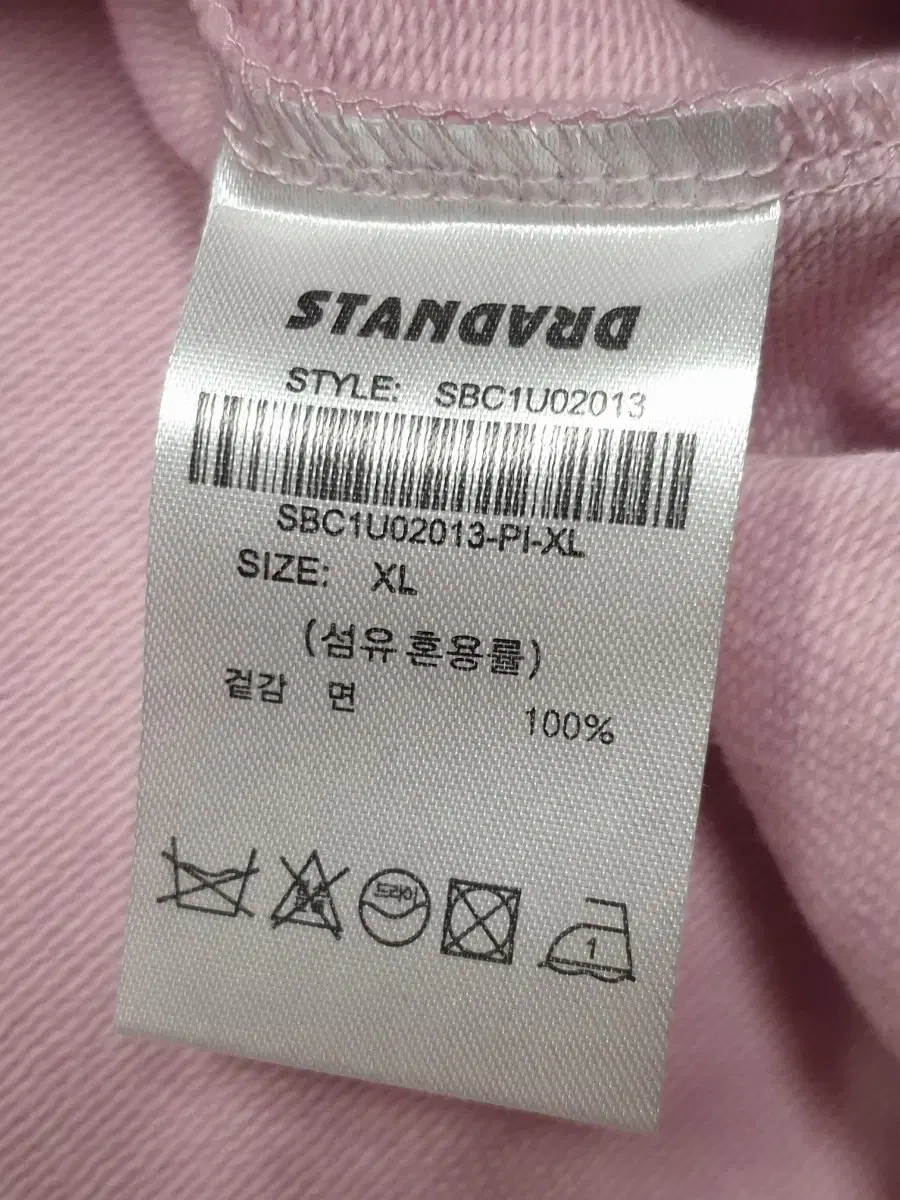 STANDARD
STYLE: SBC1U02013
SBC1U02013-PI-XL
SIZE: XL
(섬유 혼용률)
겉감 면 100%
드라이
1